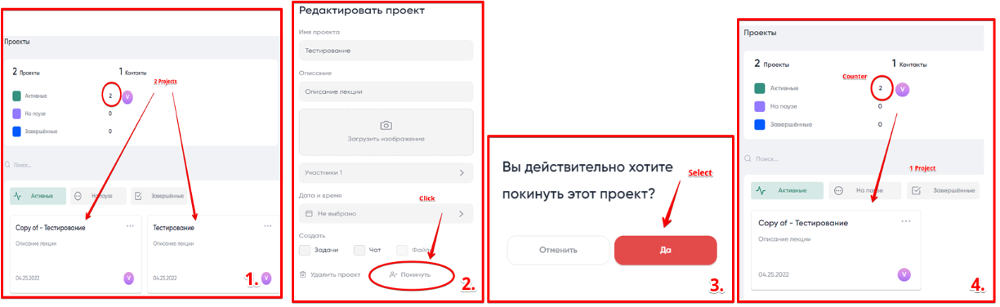 Проекты
2 Проекты
1 Контакты
2 Projects
Активные
2
V
На паузе
0
Завершённые
0
Поиск...
Активные
На паузе
Завершённые
Copy of - Тестирование
Описание лекции
04.25.2022
V
Тестирование
Описание лекции
04.25.2022
V
1.
Редактировать проект
Имя проекта
Тестирование
Описание
Описание лекции
Загрузить изображение
Участники 1
Дата и время
Click
Не выбрано
Создать
Задачи
Чат
Файлы
Удалить проект
Покинуть
2.
Вы действительно хотите
покинуть этот проект?
Select
Отменить
Да
3.
Проекты
2 Проекты
1 Контакты
Counter
Активные
2
V
На паузе
0
Завершённые
0
Поиск...
1 Project
Активные
На паузе
Завершённые
Copy of - Тестирование
Описание лекции
04.25.2022
V
4.